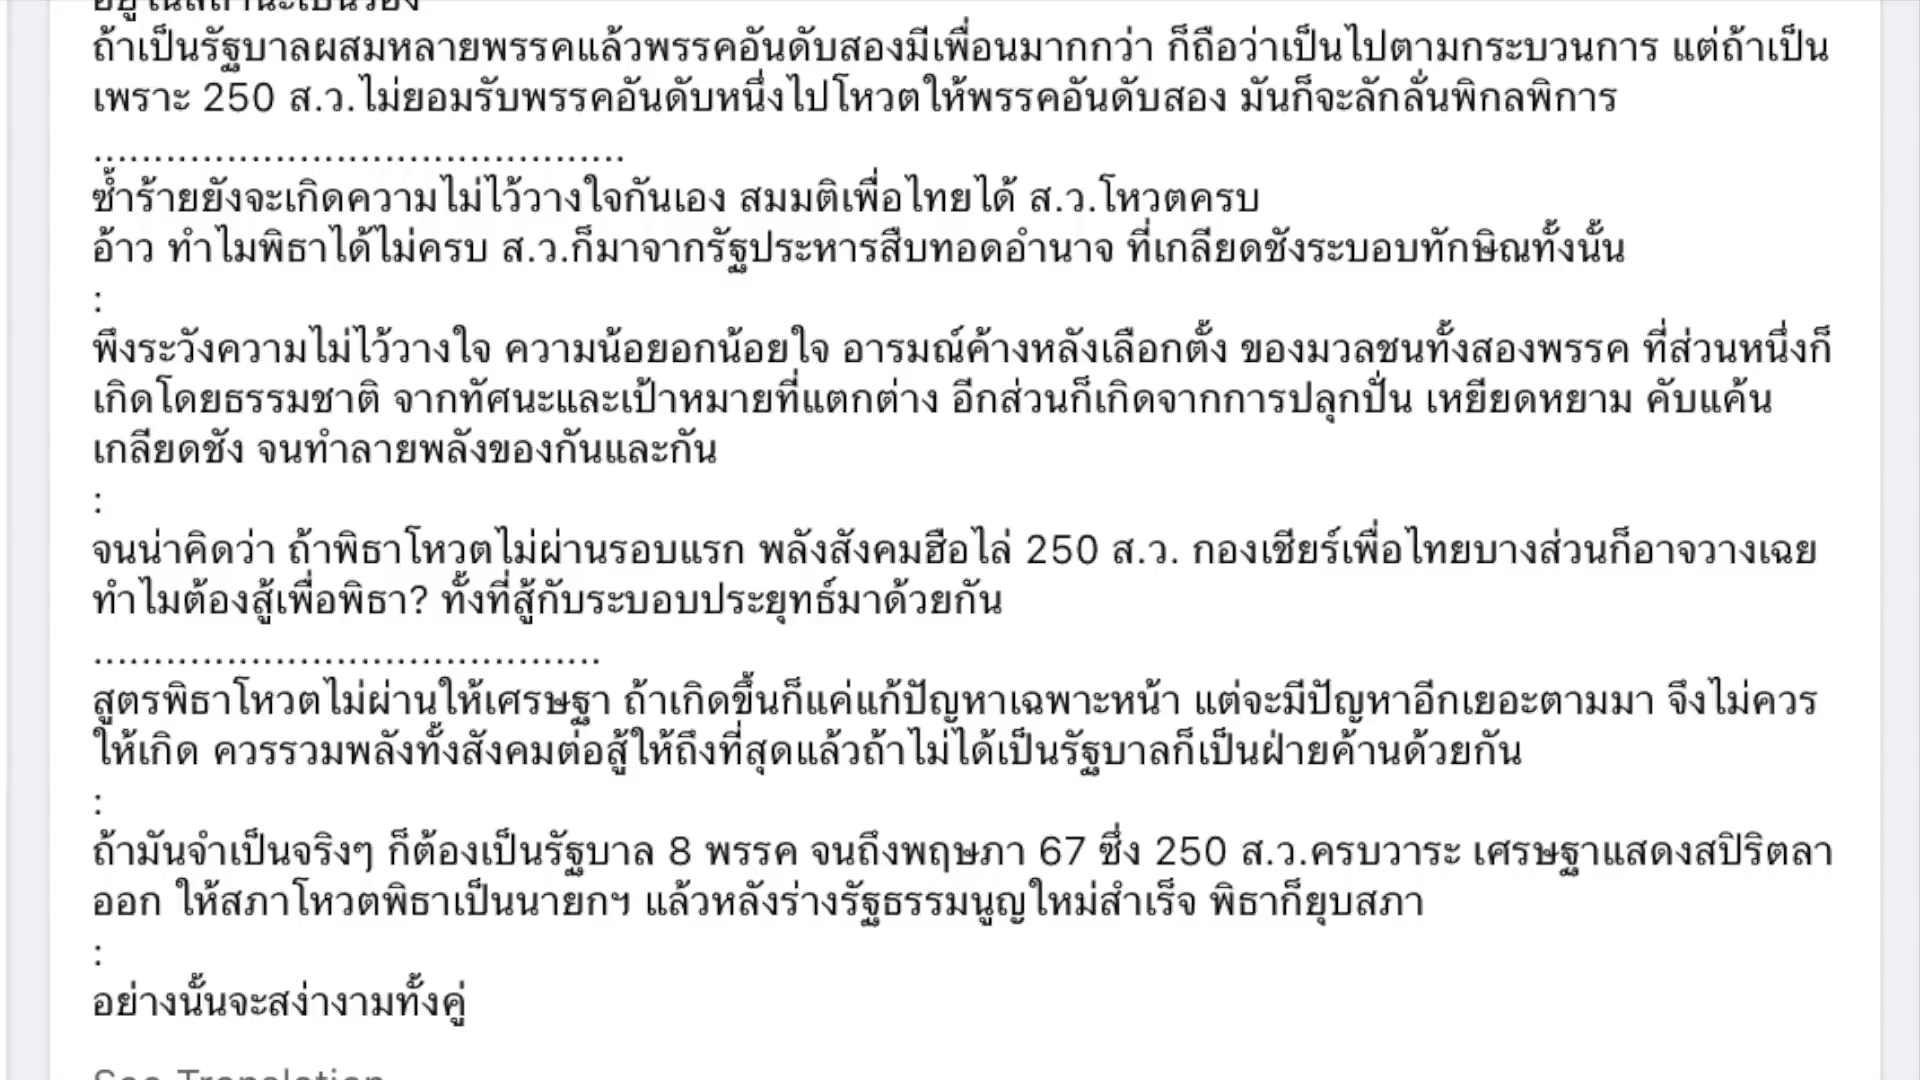 อยู่ในสถานะเป็นรอง
ถ้าเป็นรัฐบาลผสมหลายพรรคแล้วพรรคอันดับสองมีเพื่อนมากกว่า ก็ถือว่าเป็นไปตามกระบวนการ แต่ถ้าเป็น
เพราะ 250 ส.ว.ไม่ยอมรับพรรคอันดับหนึ่งไปโหวตให้พรรคอันดับสอง มันก็จะลักลั่นพิกลพิการ
............................................
ซ้ำร้ายยังจะเกิดความไม่ไว้วางใจกันเอง สมมติเพื่อไทยได้ ส.ว.โหวตครบ
อ้าว ทำไมพิธาได้ไม่ครบ ส.ว.ก็มาจากรัฐประหารสืบทอดอำนาจ ที่เกลียดชังระบอบทักษิณทั้งนั้น
:
พึงระวังความไม่ไว้วางใจ ความน้อยอกน้อยใจ อารมณ์ค้างหลังเลือกตั้ง ของมวลชนทั้งสองพรรค ที่ส่วนหนึ่งก็
เกิดโดยธรรมชาติ จากทัศนะและเป้าหมายที่แตกต่าง อีกส่วนก็เกิดจากการปลุกปั่น เหยียดหยาม คับแค้น
เกลียดชัง จนทำลายพลังของกันและกัน
:
จนน่าคิดว่า ถ้าพิธาโหวตไม่ผ่านรอบแรก พลังสังคมฮือไล่ 250 ส.ว. กองเชียร์เพื่อไทยบางส่วนก็อาจวางเฉย
ทำไมต้องสู้เพื่อพิธา? ทั้งที่สู้กับระบอบประยุทธ์มาด้วยกัน
..........................................
สูตรพิธาโหวตไม่ผ่านให้เศรษฐา ถ้าเกิดขึ้นก็แค่แก้ปัญหาเฉพาะหน้า แต่จะมีปัญหาอีกเยอะตามมา จึงไม่ควร
ให้เกิด ควรรวมพลังทั้งสังคมต่อสู้ให้ถึงที่สุดแล้วถ้าไม่ได้เป็นรัฐบาลก็เป็นฝ่ายค้านด้วยกัน
:
ถ้ามันจำเป็นจริงๆ ก็ต้องเป็นรัฐบาล 8 พรรค จนถึงพฤษภา 67 ซึ่ง 250 ส.ว.ครบวาระ เศรษฐาแสดงสปิริตลา
ออก ให้สภาโหวตพิธาเป็นนายกฯ แล้วหลังร่างรัฐธรรมนูญใหม่สำเร็จ พิธาก็ยุบสภา
:
อย่างนั้นจะสง่างามทั้งคู่
See Translation